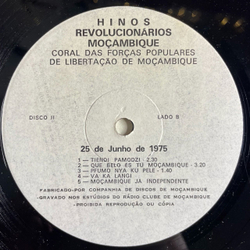 HINOS
REVOLUCIONÁRIOS
MOÇAMBIQUE
CORAL DAS FORÇAS POPULARES
DE LIBERTAÇÃO DE MOÇAMBIQUE
DISCO II
LADO B
25 de Junho de 1975
1 — TIENDI PAMODZI - 2.30
2 — QUE BELO ES TU MOÇAMBIQUE - 3.20
3 — PFUMO NYA KU PELE - 3.40
4 — VA KA LANGI
5 — MOÇAMBIQUE JÁ INDEPENDENTE
FABRICADO-POR COMPANHIA DE DISCOS DE MOÇAMBIQUE
-GRAVADO NOS ESTÚDIOS DO RÁDIO CLUBE DE MOÇAMBIQUE
-PROIBIDA REPRODUÇÃO OU CÓPIA